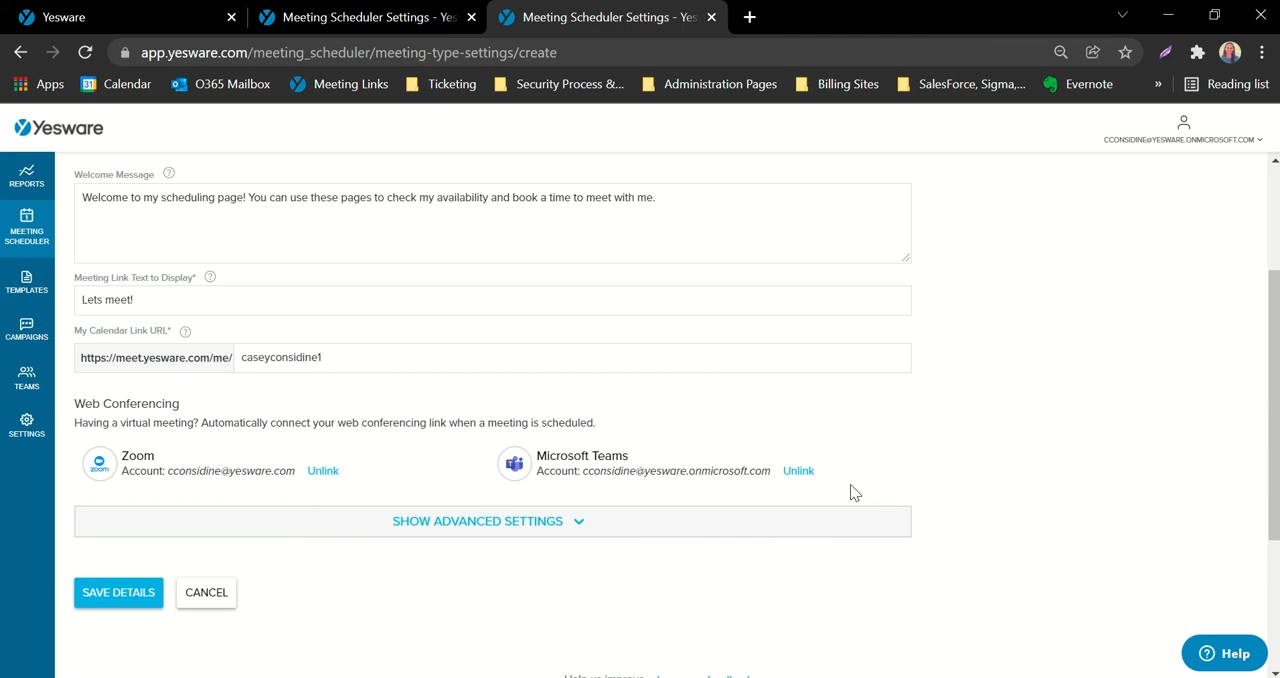 Yesware
Meeting Scheduler Settings - Yes
Meeting Scheduler Settings - Yes
app.yesware.com/meeting_scheduler/meeting-type-settings/create
Apps
Calendar
O365 Mailbox
Meeting Links
Ticketing
Security Process &...
Administration Pages
Billing Sites
SalesForce, Sigma,...
Evernote
»
Reading list
Yesware
CCONSIDINE@YESWARE.ONMICROSOFT.COM
REPORTS
MEETING
SCHEDULER
TEMPLATES
CAMPAIGNS
TEAMS
SETTINGS
Welcome Message
Welcome to my scheduling page! You can use these pages to check my availability and book a time to meet with me.
Meeting Link Text to Display*
Lets meet!
My Calendar Link URL*
https://meet.yesware.com/me/ caseyconsidine1
Web Conferencing
Having a virtual meeting? Automatically connect your web conferencing link when a meeting is scheduled.
zoom
Zoom
Account: cconsidine@yesware.com Unlink
Microsoft Teams
Account: cconsidine@yesware.onmicrosoft.com Unlink
SHOW ADVANCED SETTINGS
SAVE DETAILS
CANCEL
Help